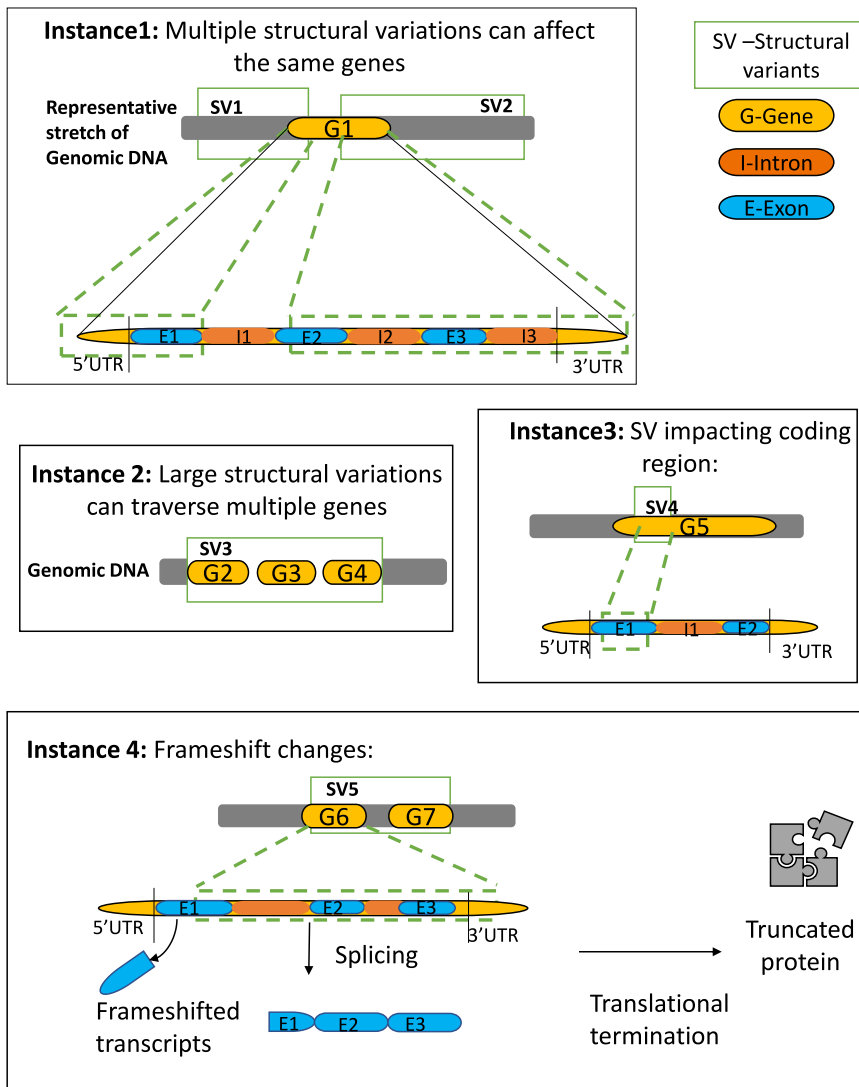 Instance1: Multiple structural variations can affect
the same genes
Representative
stretch of
Genomic DNA
SV1
SV2
G1
E1
I1
E2
I2
E3
I3
5’UTR
3’UTR
SV –Structural
variants
G-Gene
I-Intron
E-Exon
Instance 2: Large structural variations
can traverse multiple genes
Genomic DNA
SV3
G2
G3
G4
Instance3: SV impacting coding
region:
SV4
G5
E1
I1
E2
5’UTR
3’UTR
Instance 4: Frameshift changes:
SV5
G6
G7
E1
E2
E3
5’UTR
3’UTR
Splicing
Frameshifted
transcripts
E1
E2
E3
Translational
termination
Truncated
protein